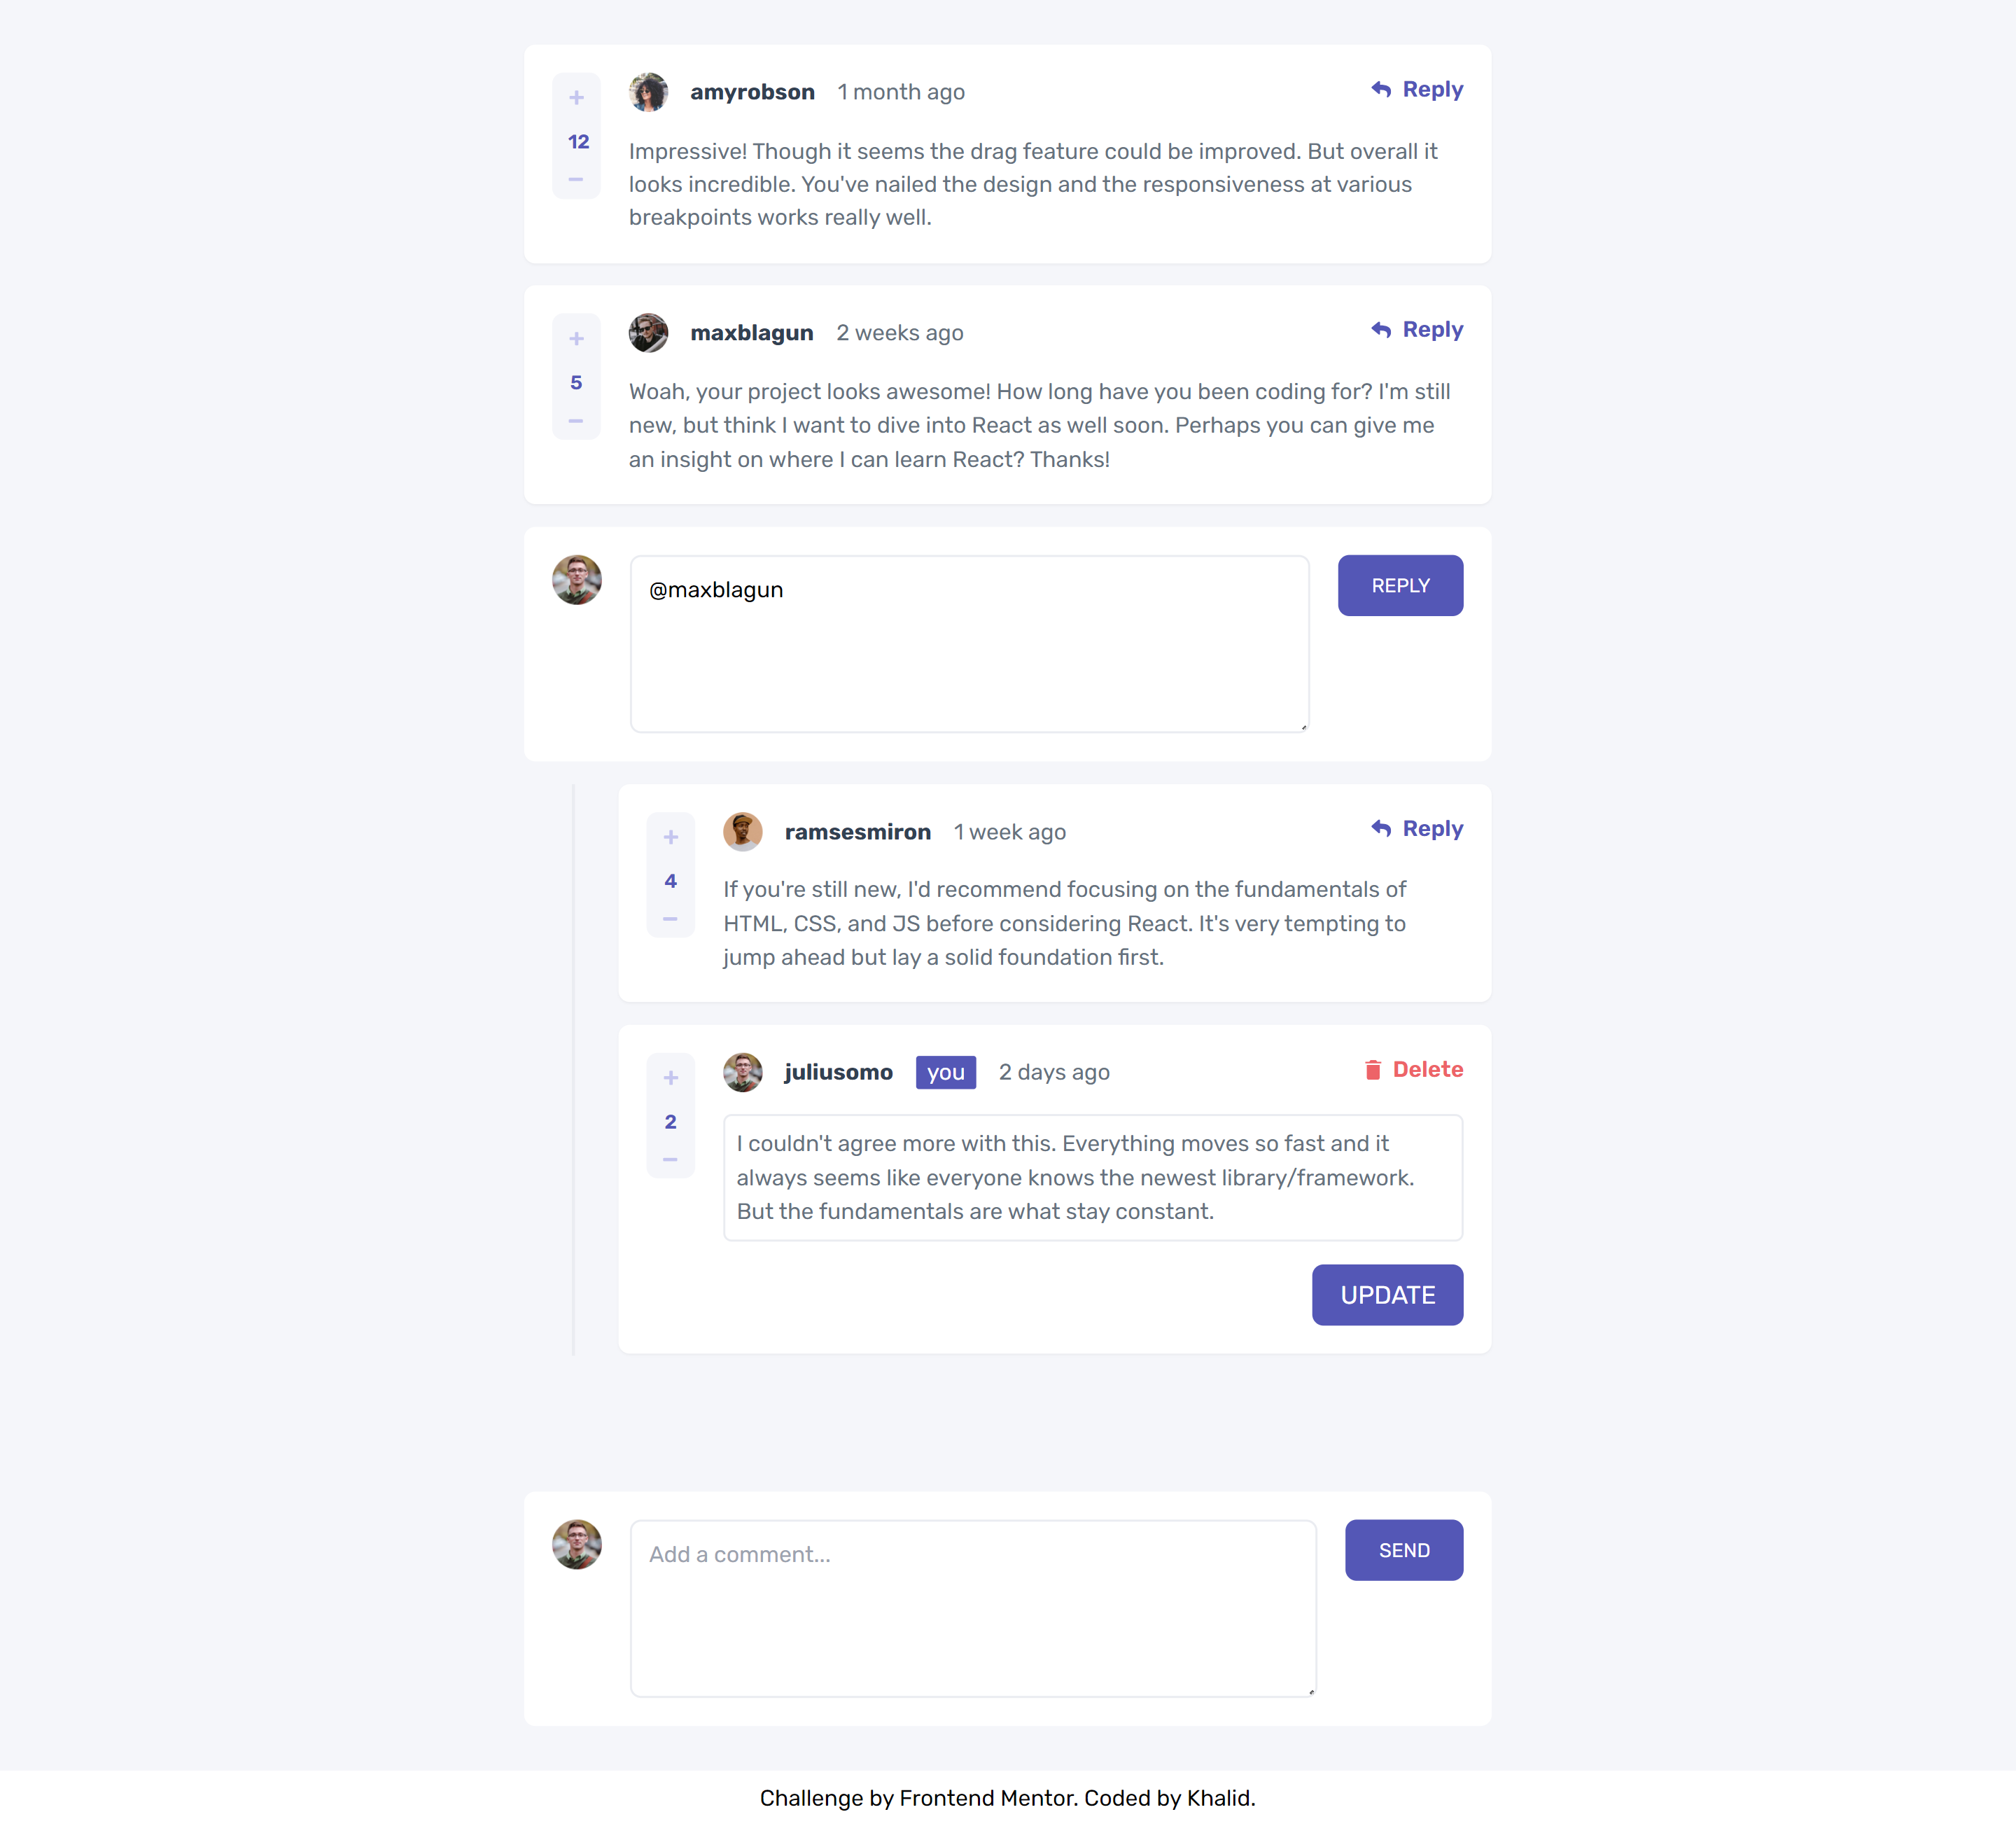 amyrobson 1 month ago Reply
+
12
−
Impressive! Though it seems the drag feature could be improved. But overall it
looks incredible. You've nailed the design and the responsiveness at various
breakpoints works really well.
maxblagun 2 weeks ago Reply
+
5
−
Woah, your project looks awesome! How long have you been coding for? I'm still
new, but think I want to dive into React as well soon. Perhaps you can give me
an insight on where I can learn React? Thanks!
@maxblagun
REPLY
ramsesmiron 1 week ago Reply
+
4
−
If you're still new, I'd recommend focusing on the fundamentals of
HTML, CSS, and JS before considering React. It's very tempting to
jump ahead but lay a solid foundation first.
juliusomo you 2 days ago Delete
+
2
−
I couldn't agree more with this. Everything moves so fast and it
always seems like everyone knows the newest library/framework.
But the fundamentals are what stay constant.
UPDATE
Add a comment...
SEND
Challenge by Frontend Mentor. Coded by Khalid.